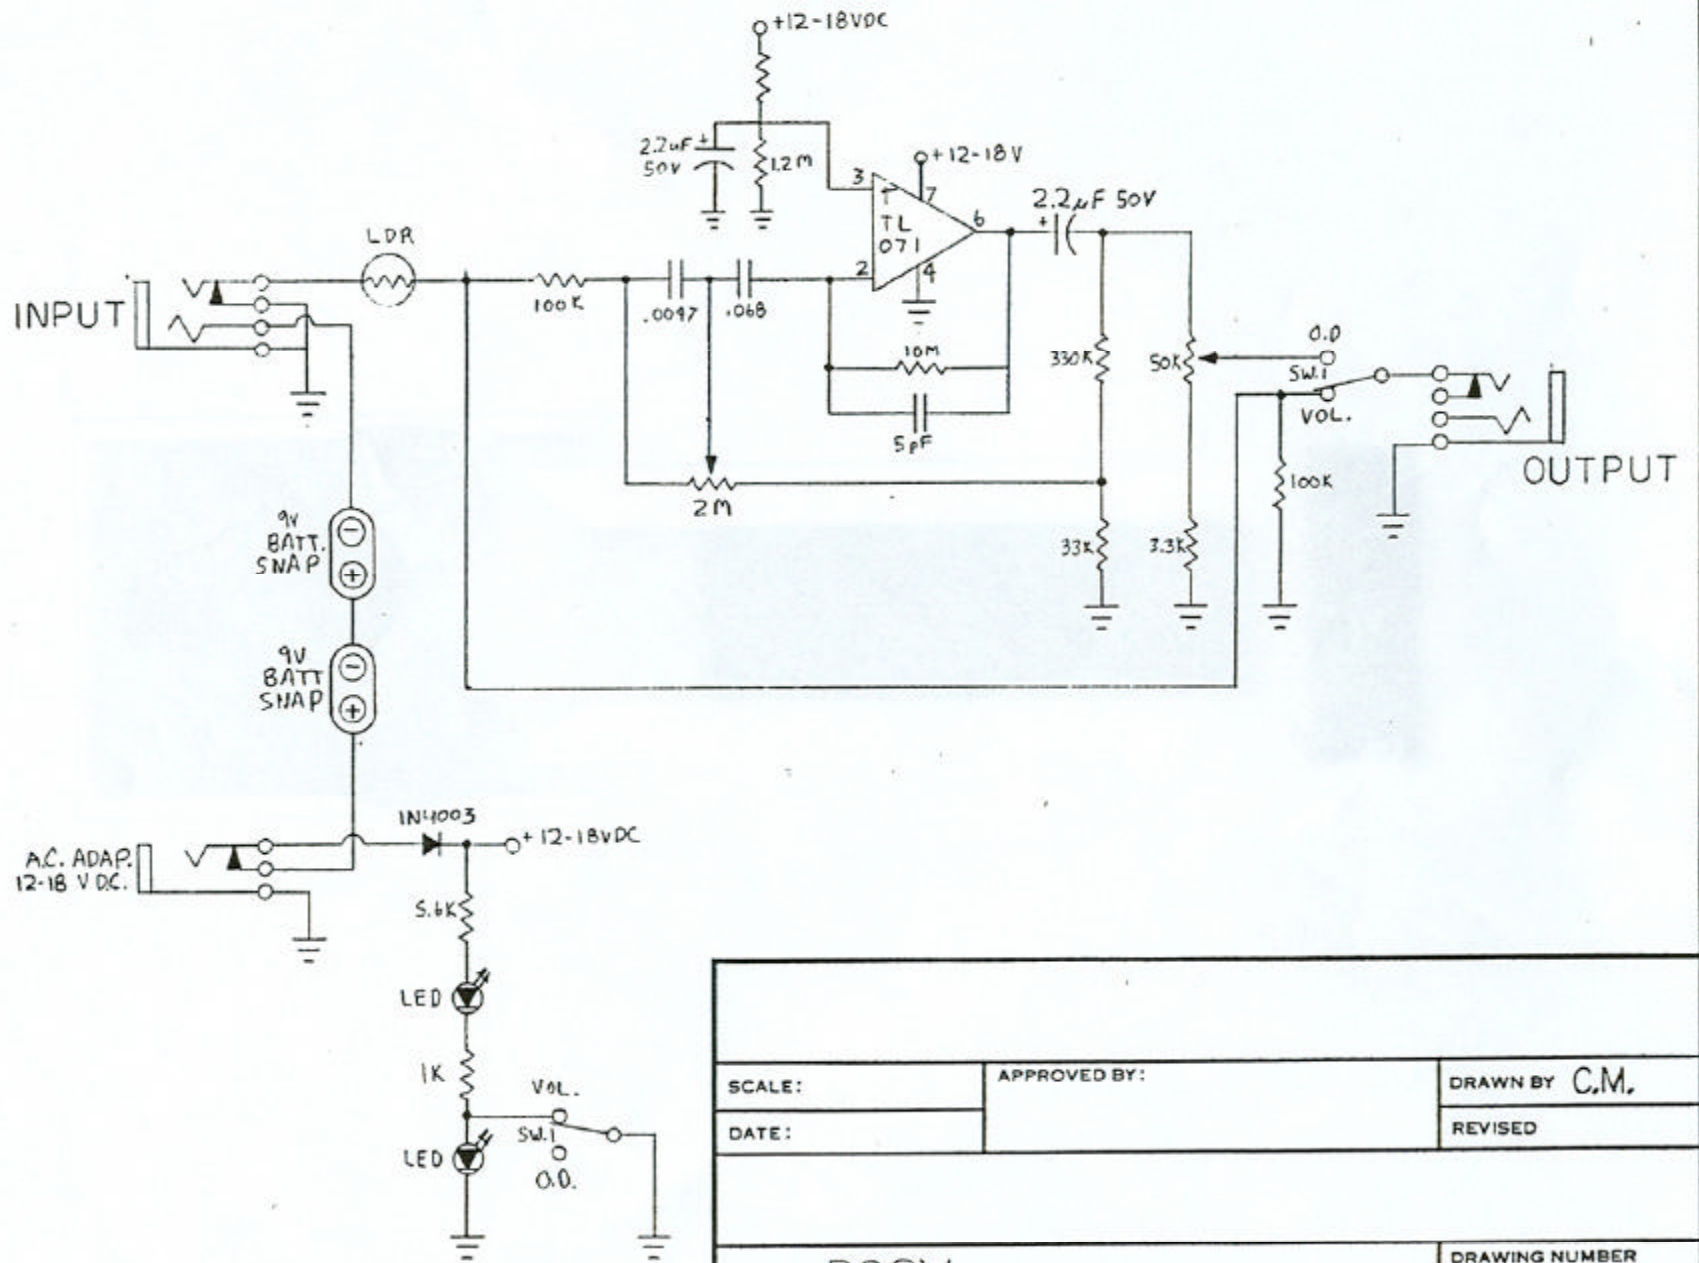 +12-18VDC
2.2uF +
50V
1.2M
+12-18V
3
7
TL
071
6
2
4
2.2µF 50V
+
LDR
INPUT
100K
.0047
.068
10M
5pF
330K
50K
O.D
SW.1
VOL.
OUTPUT
2M
100K
33K
3.3K
9V
BATT.
SNAP
9V
BATT
SNAP
1N4003
+12-18VDC
A.C. ADAP.
12-18 VDC.
5.6K
LED
1K
VOL.
SW.1
LED
O.D.
SCALE:
APPROVED BY:
DRAWN BY C.M.
DATE:
REVISED
DRAWING NUMBER